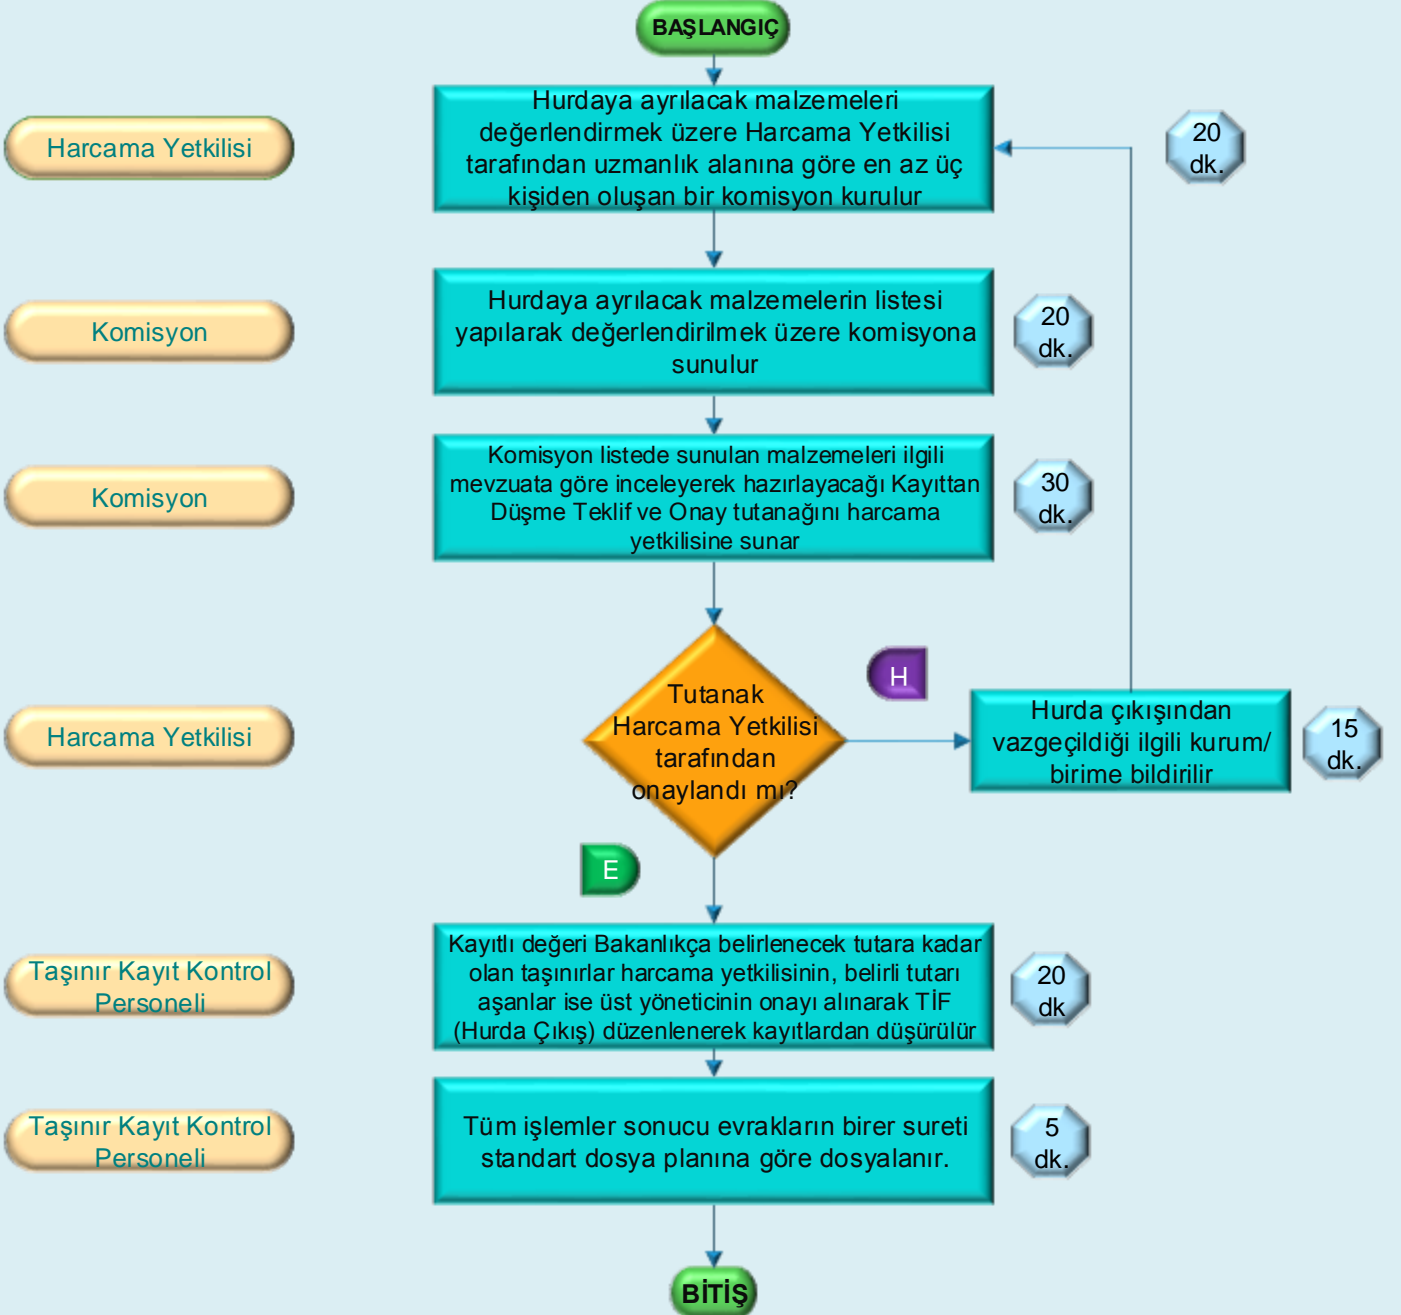 BAŞLANGIÇ
Harcama Yetkilisi
Hurdaya ayrılacak malzemeleri
değerlendirmek üzere Harcama Yetkilisi
tarafından uzmanlık alanına göre en az üç
kişiden oluşan bir komisyon kurulur
20
dk.
Komisyon
Hurdaya ayrılacak malzemelerin listesi
yapılarak değerlendirilmek üzere komisyona
sunulur
20
dk.
Komisyon
Komisyon listede sunulan malzemeleri ilgili
mevzuata göre inceleyerek hazırlayacağı Kayıttan
Düşme Teklif ve Onay tutanağını harcama
yetkilisine sunar
30
dk.
Harcama Yetkilisi
Tutanak
Harcama Yetkilisi
tarafından
onaylandı mı?
H
Hurda çıkışından
vazgeçildiği ilgili kurum/
birime bildirilir
15
dk.
E
Taşınır Kayıt Kontrol
Personeli
Kayıtlı değeri Bakanlıkça belirlenecek tutara kadar
olan taşınırlar harcama yetkilisinin, belirli tutarı
aşanlar ise üst yöneticinin onayı alınarak TİF
(Hurda Çıkış) düzenlenerek kayıtlardan düşürülür
20
dk
Taşınır Kayıt Kontrol
Personeli
Tüm işlemler sonucu evrakların birer sureti
standart dosya planına göre dosyalanır.
5
dk.
BİTİŞ